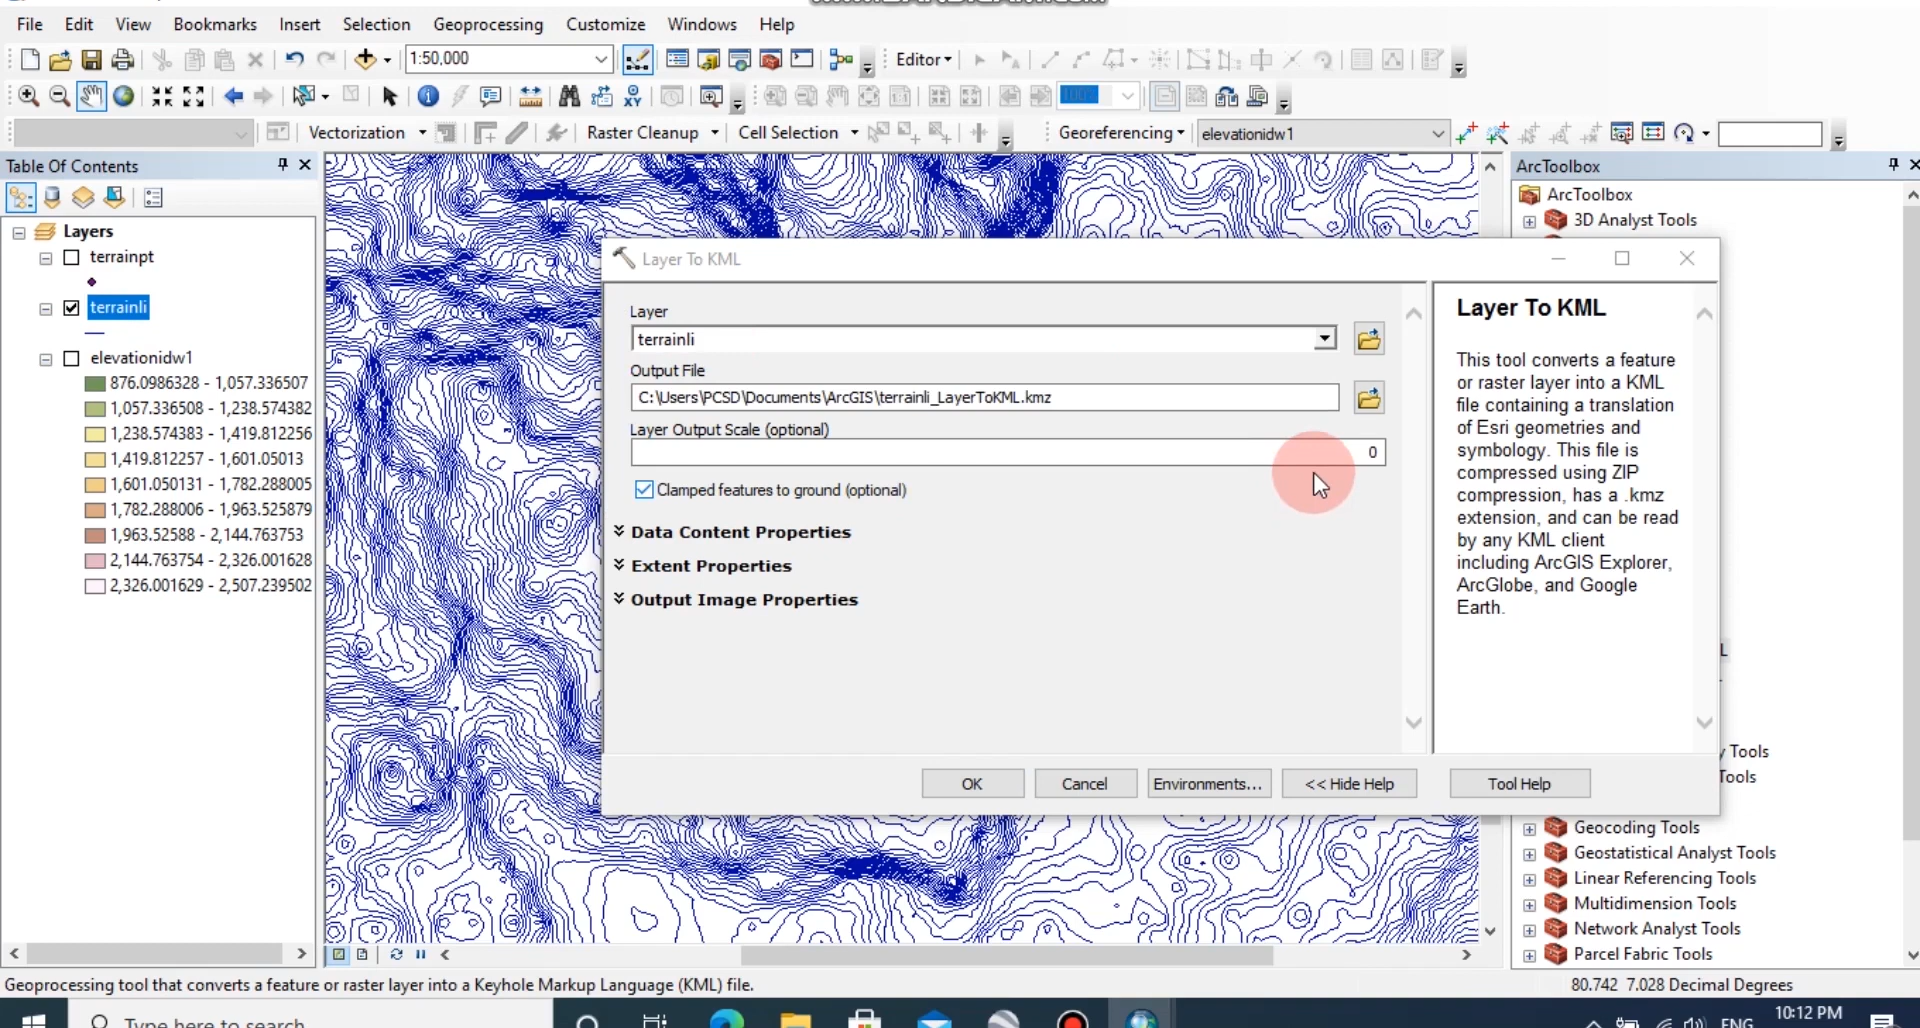 File Edit View Bookmarks Insert Selection Geoprocessing Customize Windows Help
1:50,000 Editor
100%
Vectorization Raster Cleanup Cell Selection Georeferencing elevationidw1
Table Of Contents
Layers
terrainpt
terrainli
elevationidw1
876.0986328 - 1,057.336507
1,057.336508 - 1,238.574382
1,238.574383 - 1,419.812256
1,419.812257 - 1,601.05013
1,601.050131 - 1,782.288005
1,782.288006 - 1,963.525879
1,963.52588 - 2,144.763753
2,144.763754 - 2,326.001628
2,326.001629 - 2,507.239502
Layer To KML
Layer
terrainli
Output File
C:\Users\PCSD\Documents\ArcGIS\terrainli_LayerToKML.kmz
Layer Output Scale (optional)
0
Clamped features to ground (optional)
Data Content Properties
Extent Properties
Output Image Properties
OK Cancel Environments... << Hide Help Tool Help
Layer To KML
This tool converts a feature
or raster layer into a KML
file containing a translation
of Esri geometries and
symbology. This file is
compressed using ZIP
compression, has a .kmz
extension, and can be read
by any KML client
including ArcGIS Explorer,
ArcGlobe, and Google
Earth.
ArcToolbox
ArcToolbox
3D Analyst Tools
L
y Tools
Tools
Geocoding Tools
Geostatistical Analyst Tools
Linear Referencing Tools
Multidimension Tools
Network Analyst Tools
Parcel Fabric Tools
Geoprocessing tool that converts a feature or raster layer into a Keyhole Markup Language (KML) file.
80.742 7.028 Decimal Degrees
Type here to search
ENG
10:12 PM